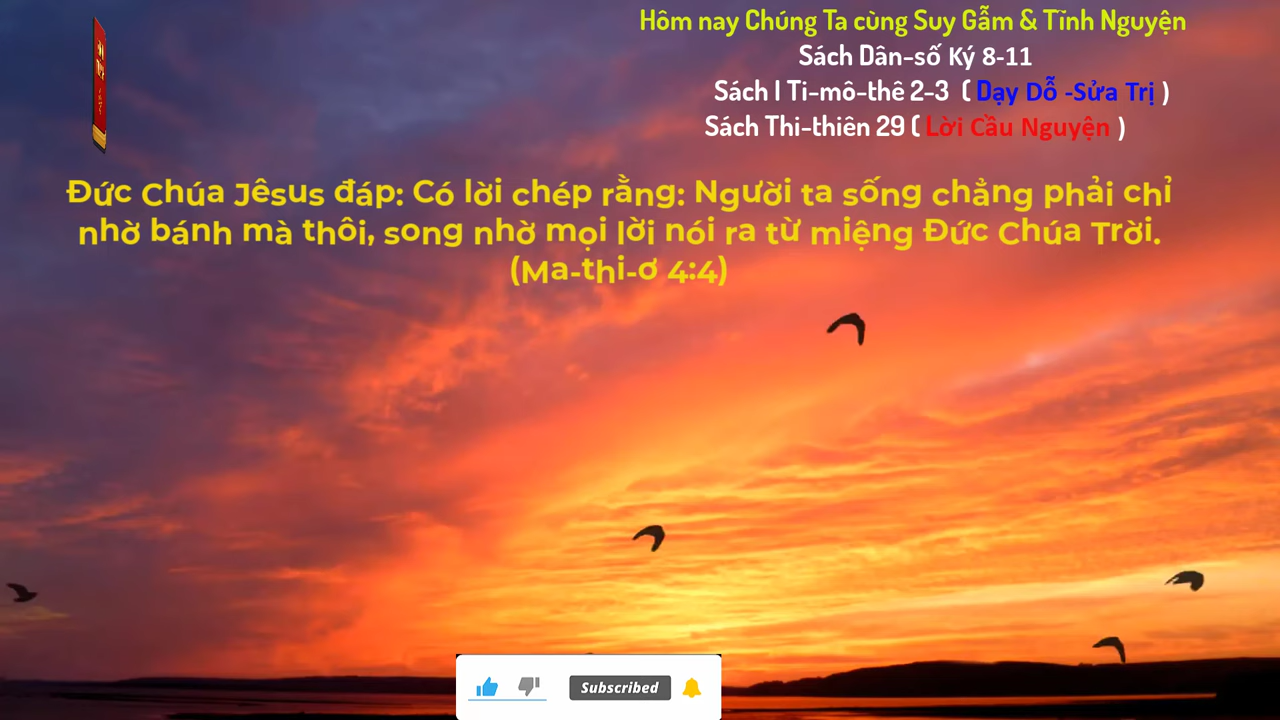 Hôm nay Chúng Ta cùng Suy Gẫm & Tĩnh Nguyện
Sách Dân-số Ký 8-11
Sách I Ti-mô-thê 2-3 ( Dạy Dỗ -Sửa Trị )
Sách Thi-thiên 29 ( Lời Cầu Nguyện )
Đức Chúa Jêsus đáp: Có lời chép rằng: Người ta sống chẳng phải chỉ
nhờ bánh mà thôi, song nhờ mọi lời nói ra từ miệng Đức Chúa Trời.
(Ma-thi-ơ 4:4)
Subscribed